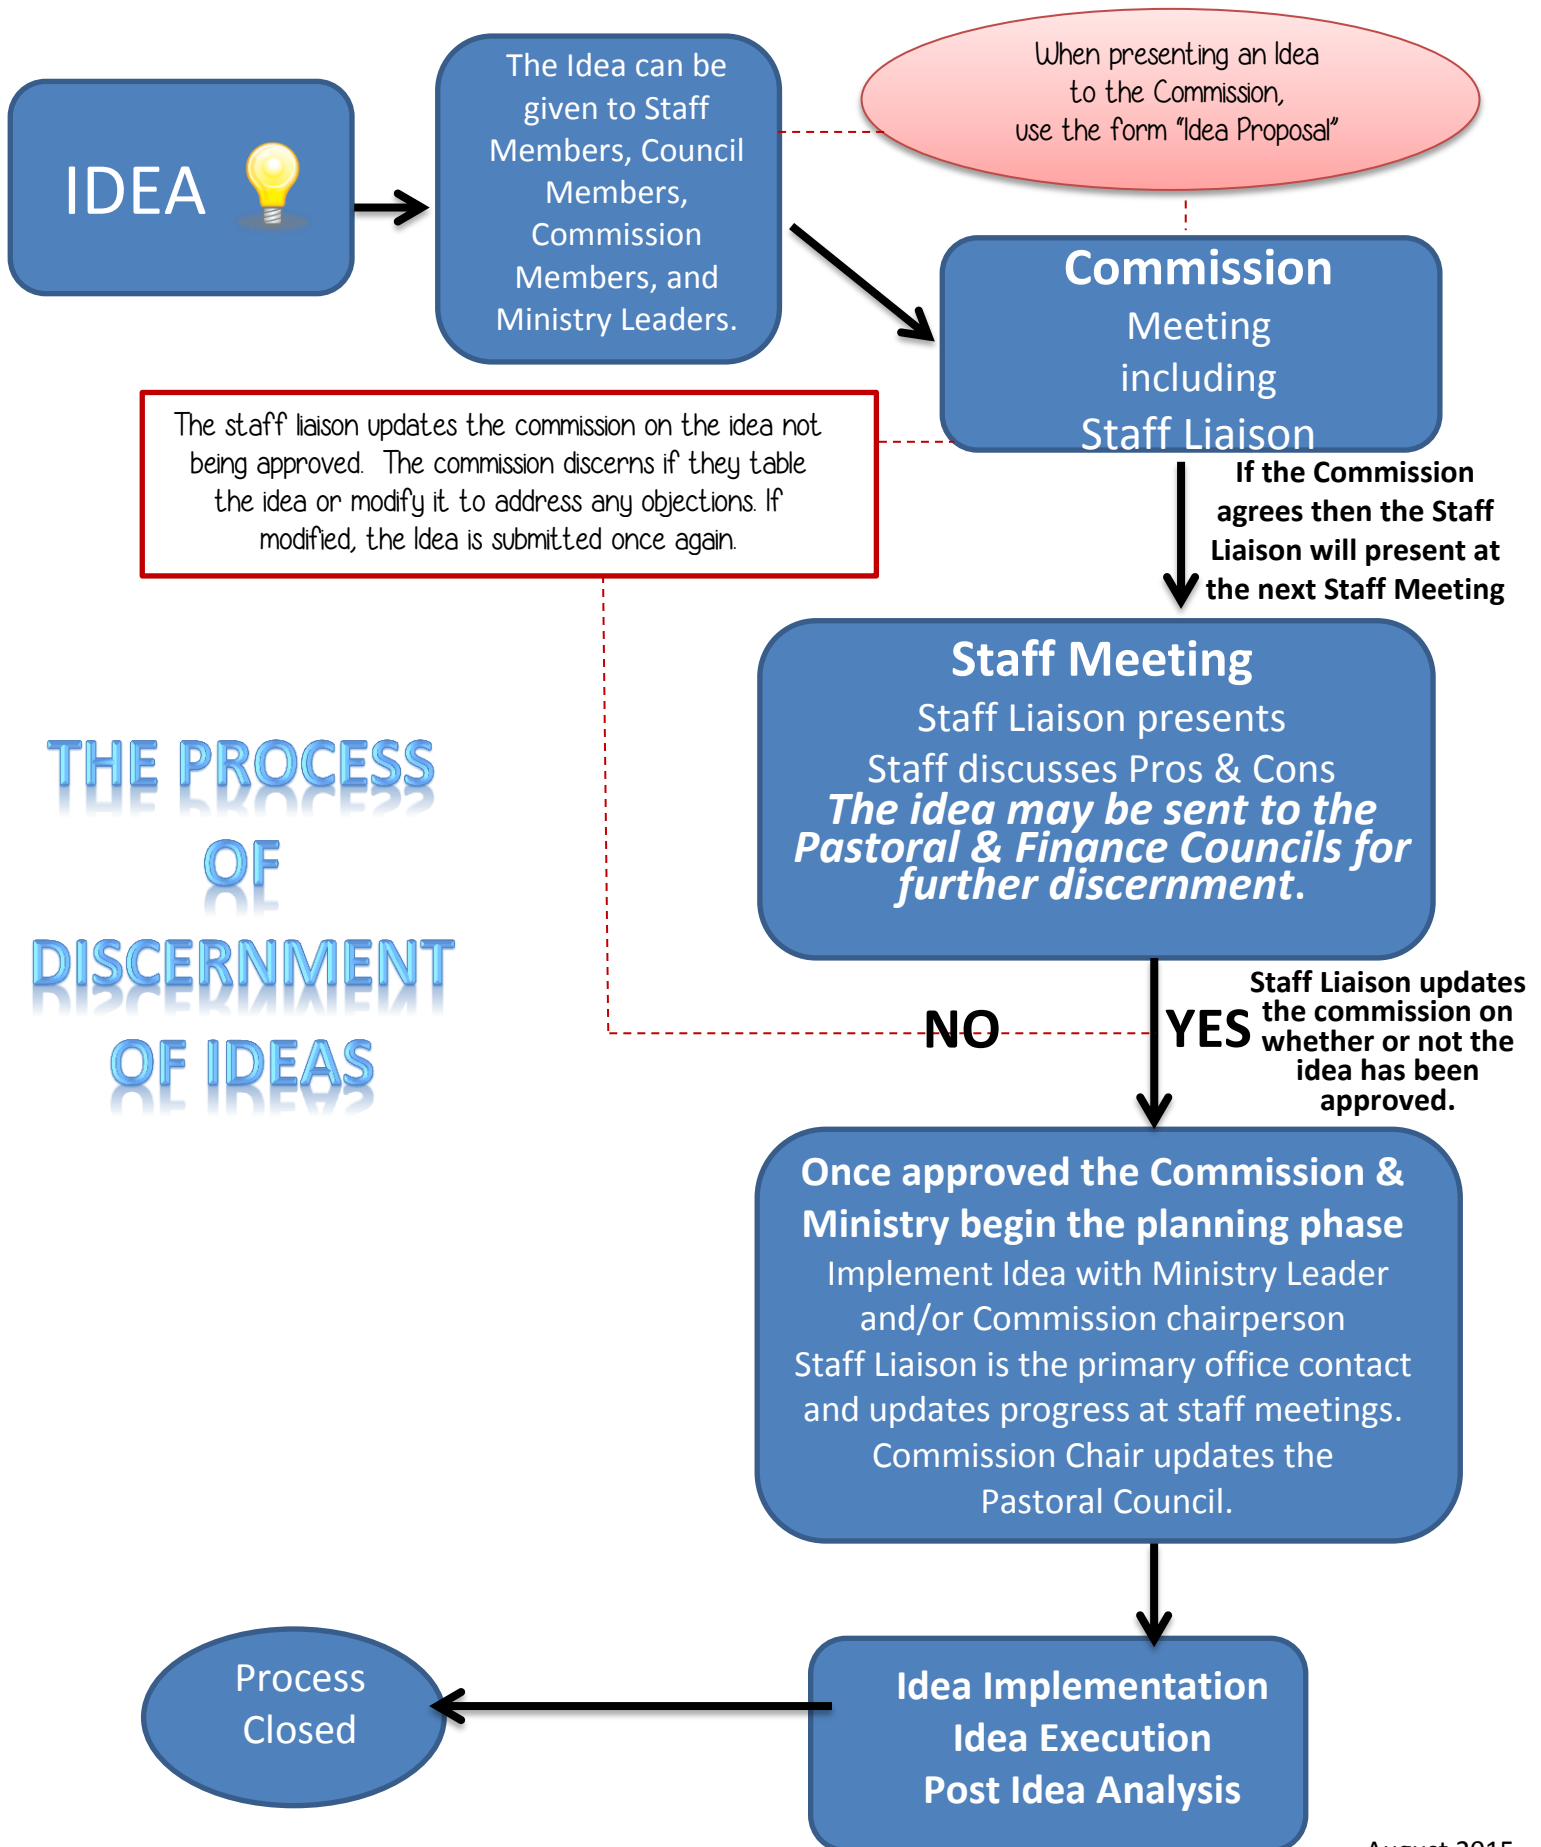 IDEA
The Idea can be
given to Staff
Members, Council
Members,
Commission
Members, and
Ministry Leaders.
When presenting an Idea
to the Commission,
use the form “Idea Proposal”
Commission
Meeting
including
Staff Liaison
The staff liaison updates the commission on the idea not
being approved.  The commission discerns if they table
the idea or modify it to address any objections. If
modified, the Idea is submitted once again.
If the Commission
agrees then the Staff
Liaison will present at
the next Staff Meeting
Staff Meeting
Staff Liaison presents
Staff discusses Pros & Cons
The idea may be sent to the
Pastoral & Finance Councils for
further discernment.
THE PROCESS
OF
DISCERNMENT
OF IDEAS
NO
YES
Staff Liaison updates
the commission on
whether or not the
idea has been
approved.
Once approved the Commission &
Ministry begin the planning phase
Implement Idea with Ministry Leader
and/or Commission chairperson
Staff Liaison is the primary office contact
and updates progress at staff meetings.
Commission Chair updates the
Pastoral Council.
Idea Implementation
Idea Execution
Post Idea Analysis
Process
Closed
August 2015